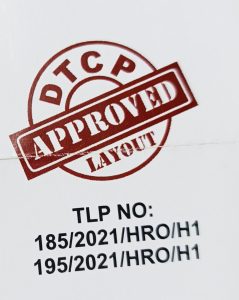 DTCP
APPROVED
LAYOUT
TLP NO:
185/2021/HRO/H1
195/2021/HRO/H1